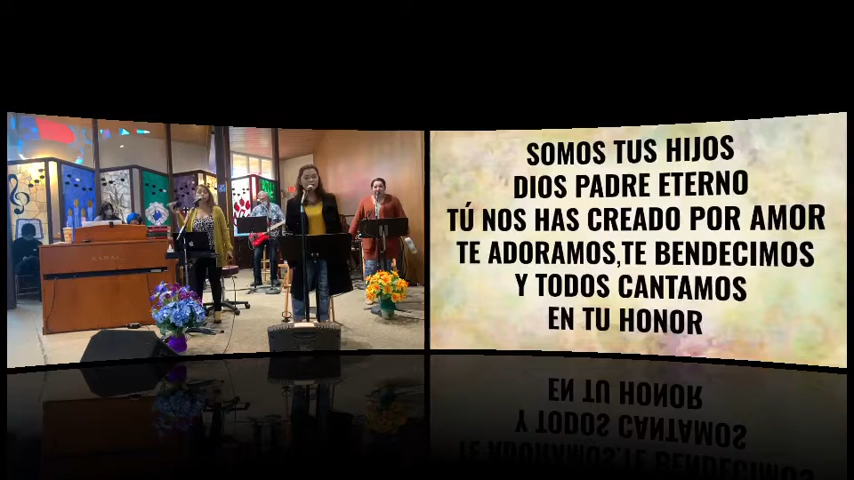 SOMOS TUS HIJOS
DIOS PADRE ETERNO
TÚ NOS HAS CREADO POR AMOR
TE ADORAMOS,TE BENDECIMOS
Y TODOS CANTAMOS
EN TU HONOR